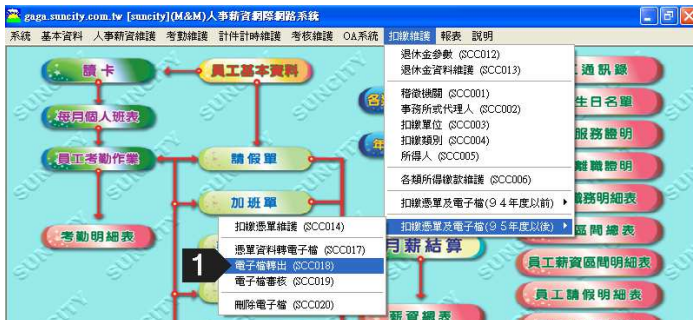 gaga.suncity.com.tw [suncity](M&M)人事薪資網際網路系統
系統 基本資料 人事薪資維護 考勤維護 計件計時維護 考核維護 OA系統 扣繳維護 報表 說明
退休金參數 (SCC012)
退休金資料維護 (SCC013)
稽徵機關 (SCC001)
事務所或代理人 (SCC002)
扣繳單位 (SCC003)
扣繳類別 (SCC004)
所得人 (SCC005)
各類所得繳款維護 (SCC006)
扣繳憑單及電子檔(94年度以前)
扣繳憑單及電子檔(95年度以後)
扣繳憑單維護 (SCC014)
憑單資料轉電子檔 (SCC017)
電子檔轉出 (SCC018)
電子檔審核 (SCC019)
刪除電子檔 (SCC020)
1
讀卡
員工基本資料
每月個人班表
員工考勤作業
請假單
加班單
考勤明細表
月薪結算
薪資總表
通訊錄
生日名單
服務證明
離職證明
區間總表
員工薪資區間明細表
員工請假明細表